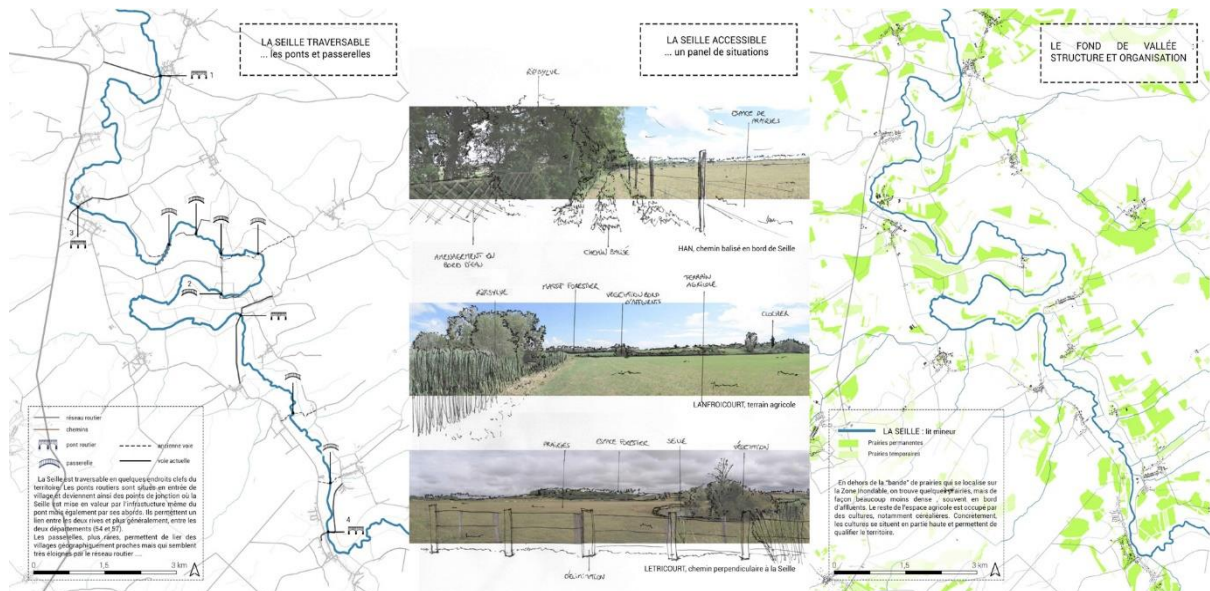 LA SEILLE TRAVERSABLE
... les ponts et passerelles
1
3
2
4
réseau routier
chemins
pont routier
ancienne voie
passerelle
voie actuelle
La Seille est traversable en quelques endroits clefs du
territoire. Les ponts routiers sont situés en entrée de
village et deviennent ainsi des points de jonction où la
Seille est mise en valeur par l'infrastructure même du
pont mais également par ses abords. Ils permettent un
lien entre les deux rives et plus généralement, entre les
deux départements (54 et 57).
Les passerelles, plus rares, permettent de lier des
villages géographiquement proches mais qui semblent
très éloignés par le réseau routier ...
0 1,5 3 km
LA SEILLE ACCESSIBLE
... un panel de situations
RIPISYLVE
ESPACE DE
PRAIRIES
HAN, chemin balisé en bord de Seille
AMENAGEMENT EN
BORD D'EAU
CHEMIN BALISÉ
RIPISYLVE
MASSIF FORESTIER
VEGETATION BORD
D'AFFLUENTS
TERRAIN
AGRICOLE
CLOCHER
LANFROICOURT, terrain agricole
PRAIRIES
ESPACE FORESTIER
SEILLE
VÉGÉTATION
DÉLIMITATION
LETRICOURT, chemin perpendiculaire à la Seille
LE FOND DE VALLÉE :
STRUCTURE ET ORGANISATION
LA SEILLE : lit mineur
Prairies permanentes
Prairies temporaires
En dehors de la "bande" de prairies qui se localise sur
la Zone Inondable, on trouve quelques prairies, mais de
façon beaucoup moins dense , souvent en bord
d'affluents. Le reste de l'espace agricole est occupé par
des cultures, notamment céréalières. Concrètement,
les cultures se situent en partie haute et permettent de
qualifier le territoire.
0 1,5 3 km